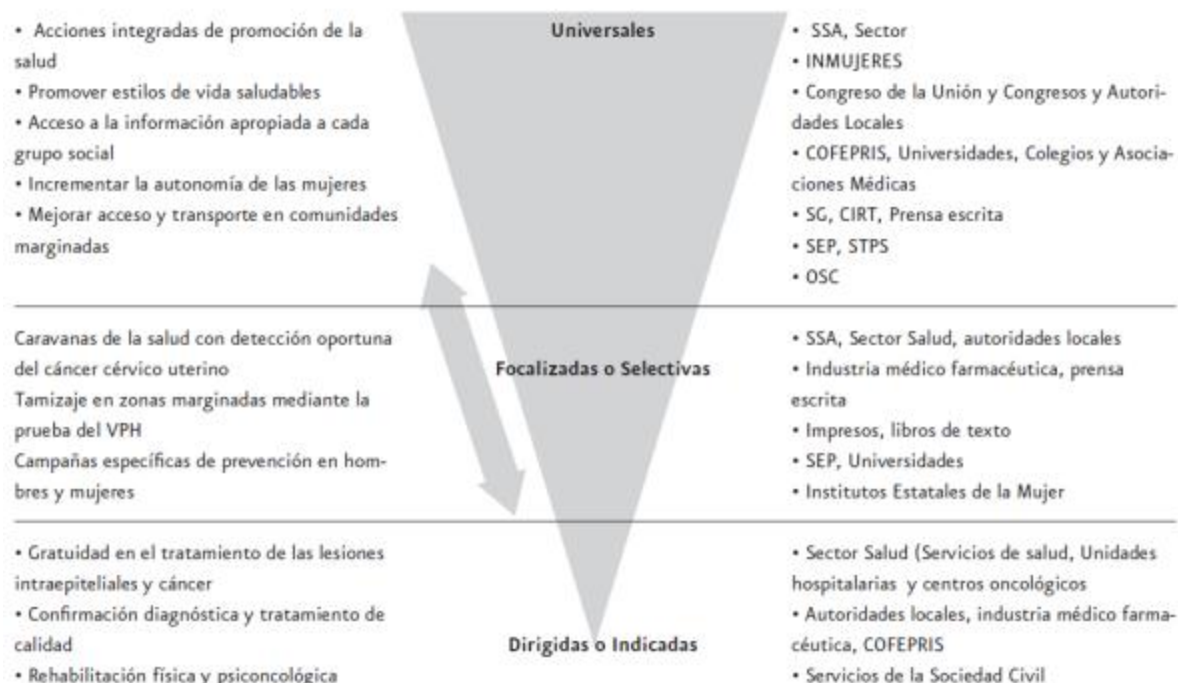 • Acciones integradas de promoción de la
salud
• Promover estilos de vida saludables
• Acceso a la información apropiada a cada
grupo social
• Incrementar la autonomía de las mujeres
• Mejorar acceso y transporte en comunidades
marginadas
Universales
• SSA, Sector
• INMUJERES
• Congreso de la Unión y Congresos y Autori-
dades Locales
• COFEPRIS, Universidades, Colegios y Asocia-
ciones Médicas
• SG, CIRT, Prensa escrita
• SEP, STPS
• OSC
Caravanas de la salud con detección oportuna
del cáncer cérvico uterino
Tamizaje en zonas marginadas mediante la
prueba del VPH
Campañas específicas de prevención en hom-
bres y mujeres
Focalizadas o Selectivas
• SSA, Sector Salud, autoridades locales
• Industria médico farmacéutica, prensa
escrita
• Impresos, libros de texto
• SEP, Universidades
• Institutos Estatales de la Mujer
• Gratuidad en el tratamiento de las lesiones
intraepiteliales y cáncer
• Confirmación diagnóstica y tratamiento de
calidad
• Rehabilitación física y psiconcológica
Dirigidas o Indicadas
• Sector Salud (Servicios de salud, Unidades
hospitalarias y centros oncológicos
• Autoridades locales, industria médico farma-
céutica, COFEPRIS
• Servicios de la Sociedad Civil